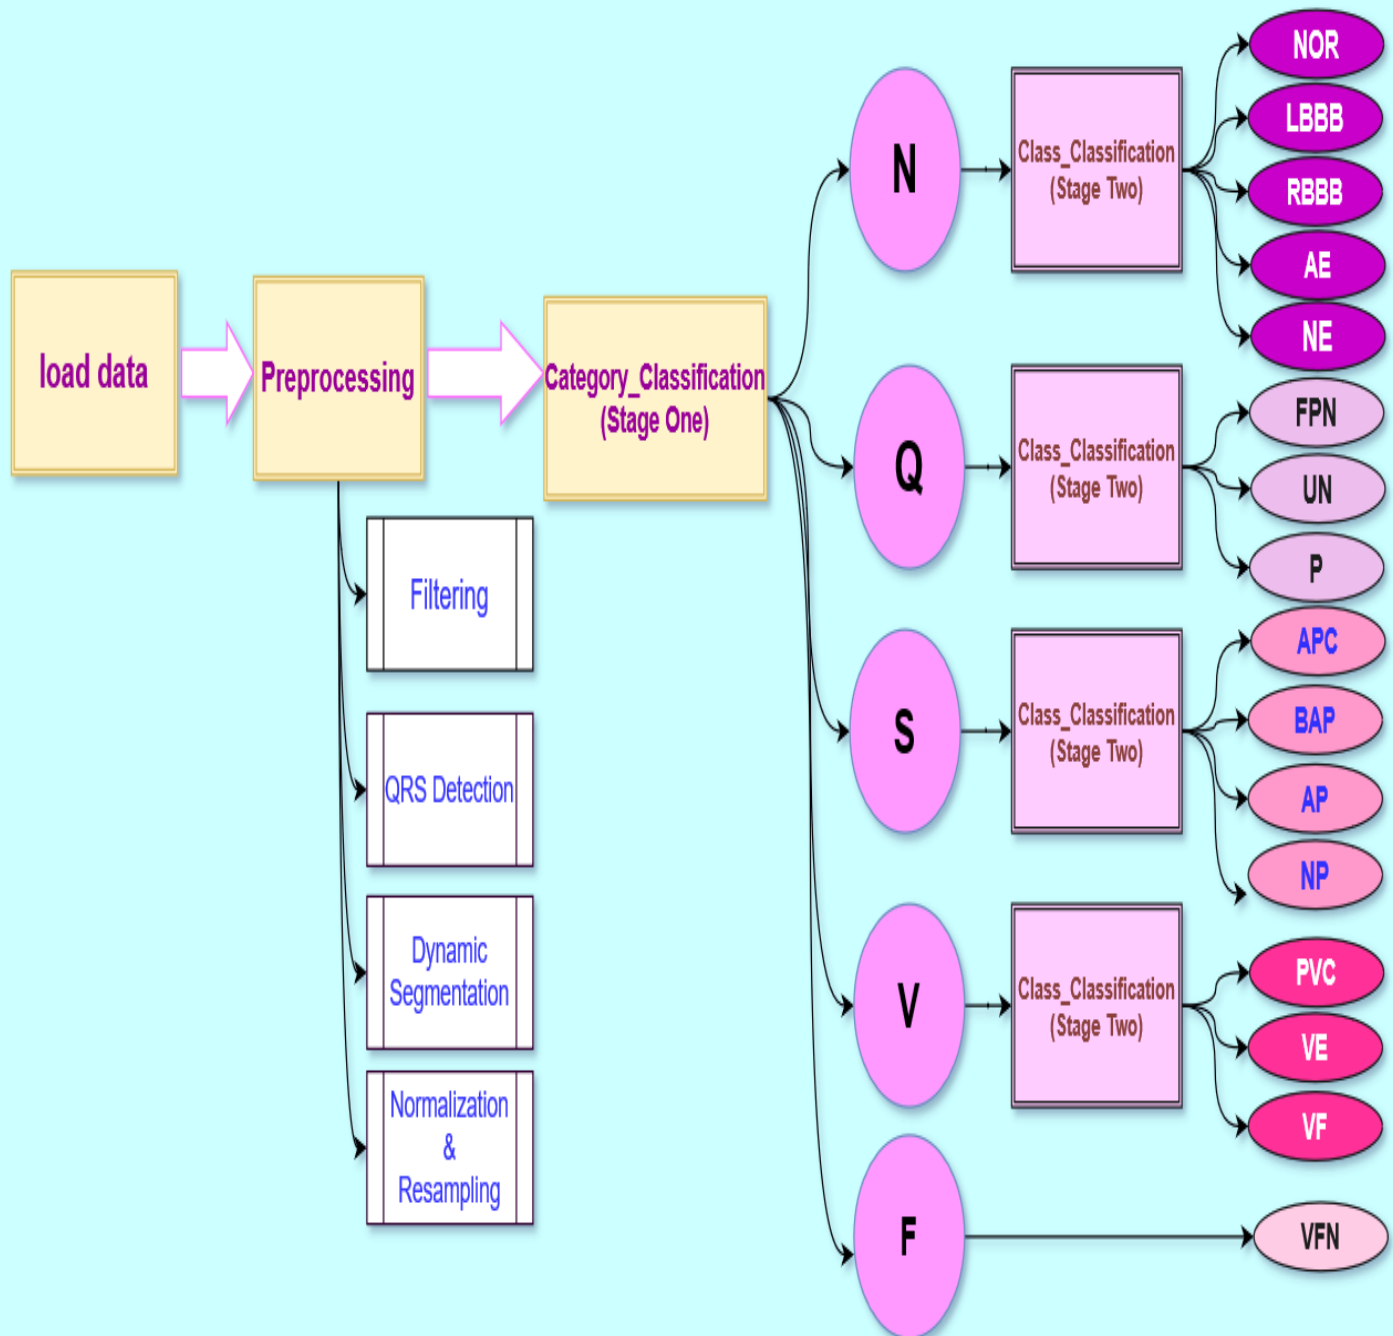 load data
Preprocessing
Category_Classification
(Stage One)
Filtering
QRS Detection
Dynamic
Segmentation
Normalization
&
Resampling
N
Class_Classification
(Stage Two)
NOR
LBBB
RBBB
AE
NE
Q
Class_Classification
(Stage Two)
FPN
UN
P
S
Class_Classification
(Stage Two)
APC
BAP
AP
NP
V
Class_Classification
(Stage Two)
PVC
VE
VF
F
VFN